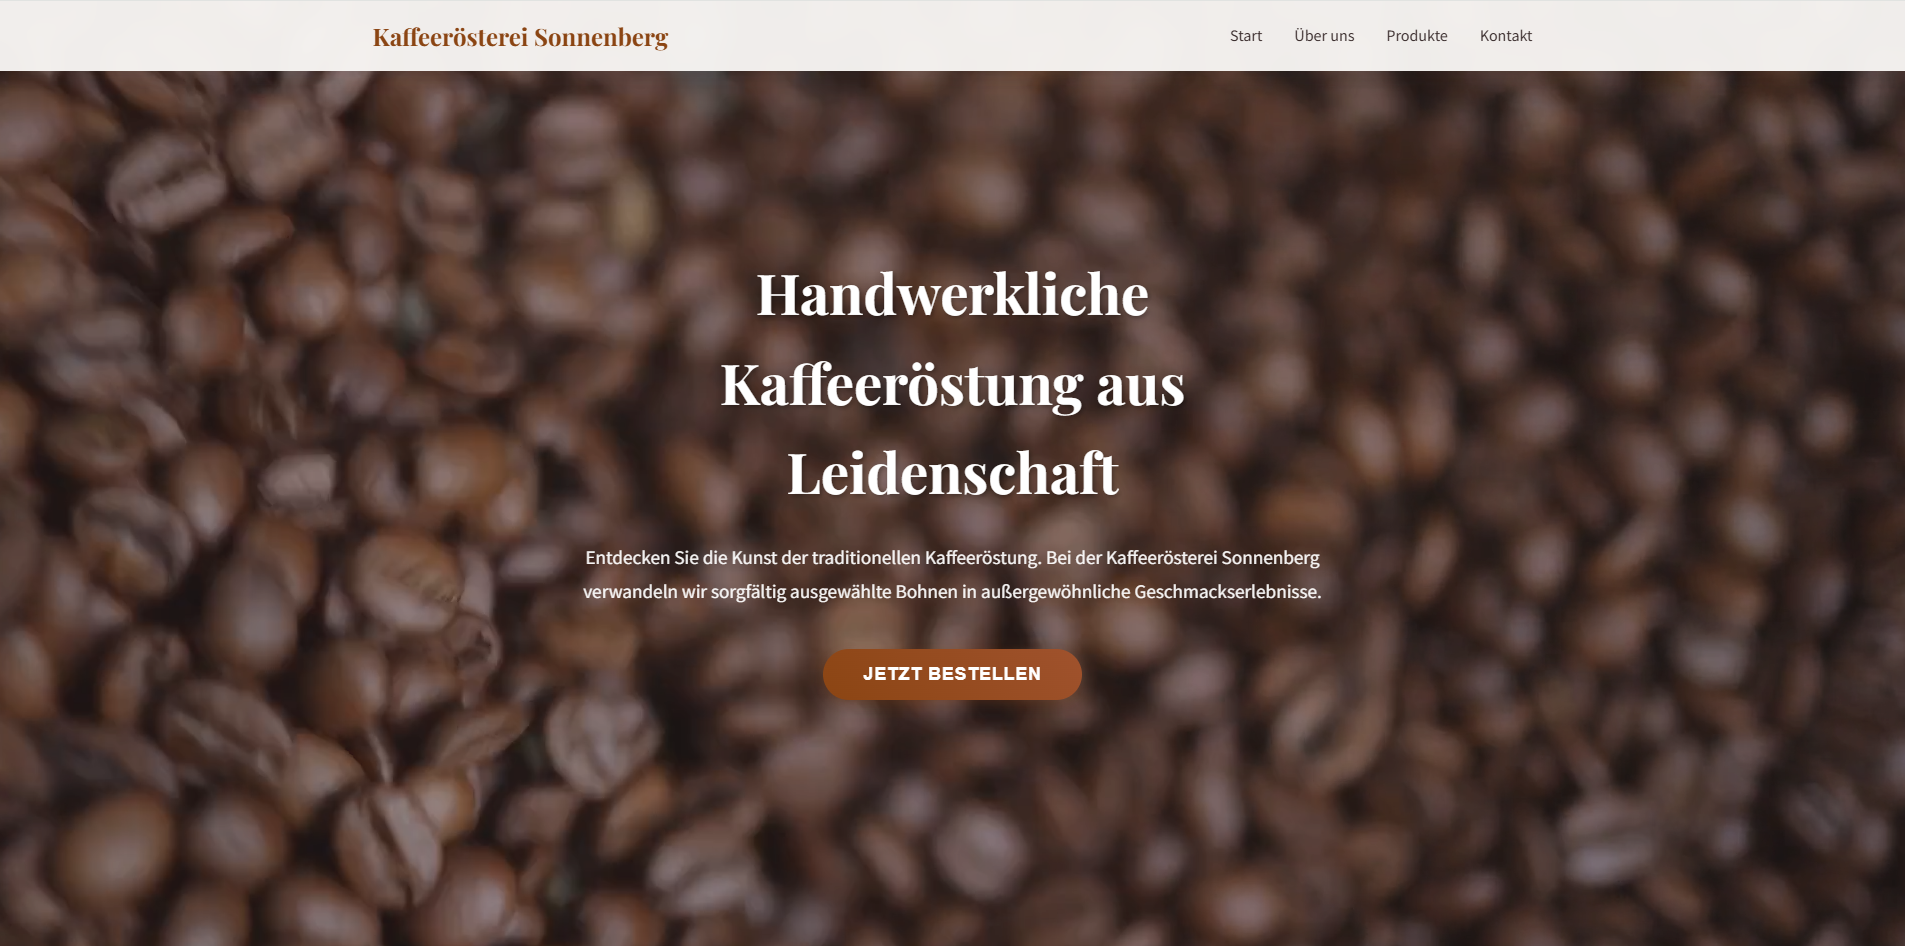 Kaffeerösterei Sonnenberg
Start
Über uns
Produkte
Kontakt
Handwerkliche
Kaffeeröstung aus
Leidenschaft
Entdecken Sie die Kunst der traditionellen Kaffeeröstung. Bei der Kaffeerösterei Sonnenberg
verwandeln wir sorgfältig ausgewählte Bohnen in außergewöhnliche Geschmackserlebnisse.
JETZT BESTELLEN